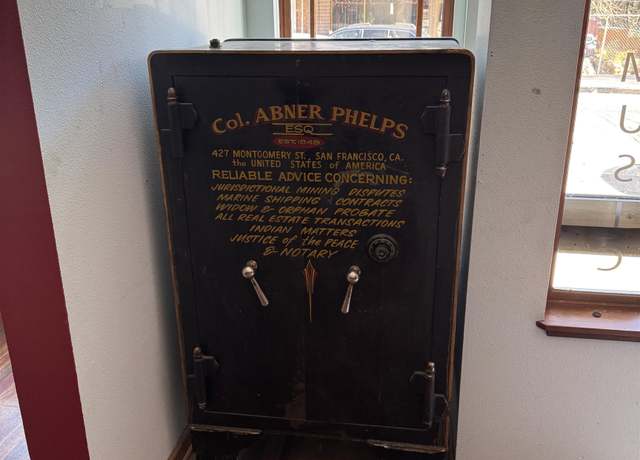 Col. ABNER PHELPS
ESQ
427 MONTGOMERY ST., SAN FRANCISCO, CA.
the UNITED STATES of AMERICA
RELIABLE ADVICE CONCERNING:
JURISDICTIONAL MINING DISPUTES
MARINE SHIPPING CONTRACTS
WIDOW & ORPHAN PROBATE
ALL REAL ESTATE TRANSACTIONS
INDIAN MATTERS
JUSTICE of the PEACE
& NOTARY